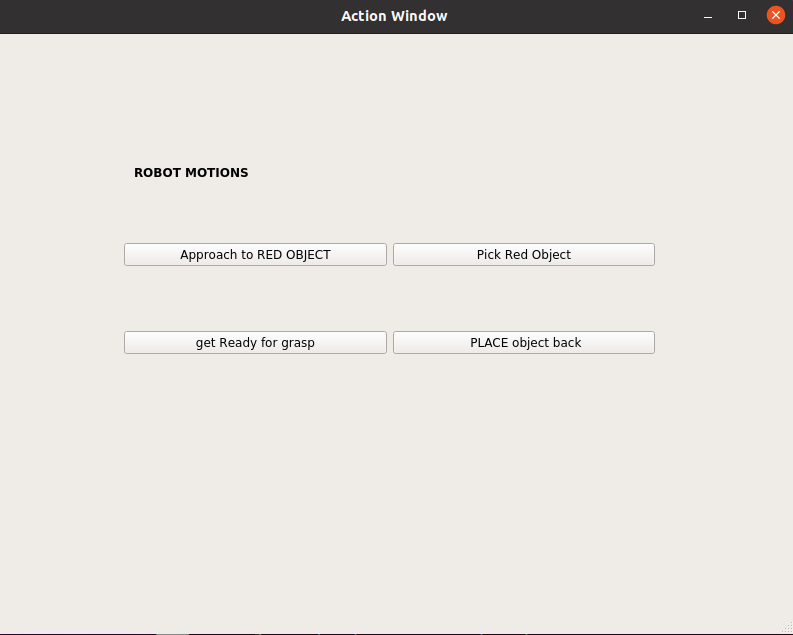 Action Window
ROBOT MOTIONS
Approach to RED OBJECT
Pick Red Object
get Ready for grasp
PLACE object back